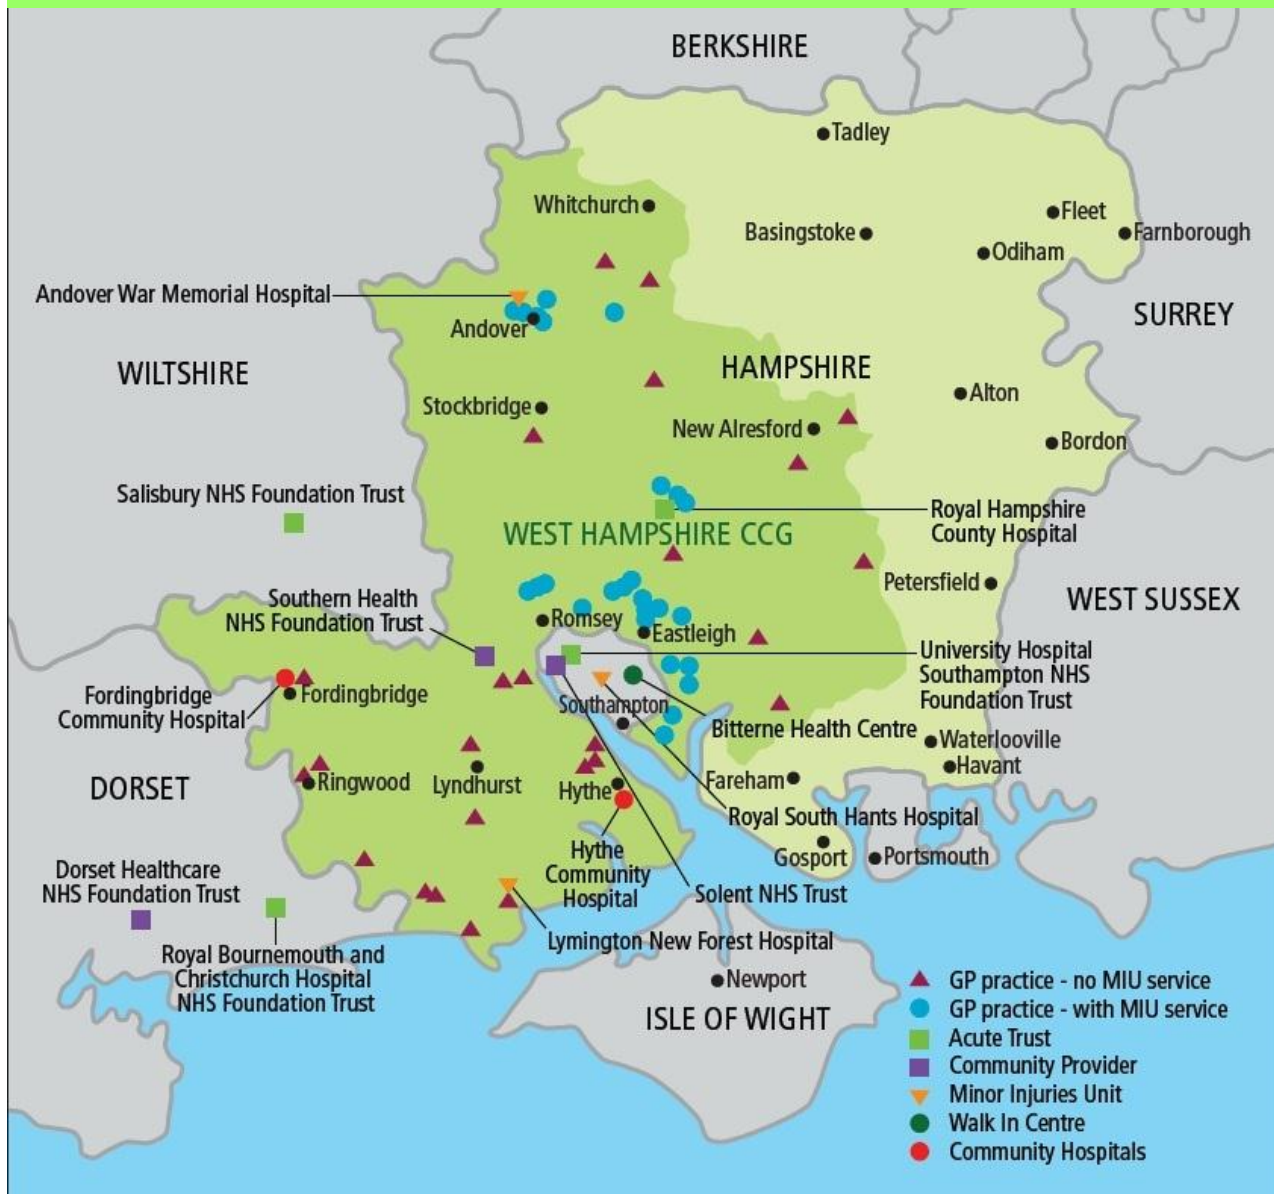 BERKSHIRE
Tadley
Whitchurch
Fleet
Basingstoke
Farnborough
Odiham
Andover War Memorial Hospital
SURREY
Andover
WILTSHIRE
HAMPSHIRE
Alton
Stockbridge
New Alresford
Bordon
Salisbury NHS Foundation Trust
Royal Hampshire
County Hospital
WEST HAMPSHIRE CCG
Petersfield
WEST SUSSEX
Southern Health
NHS Foundation Trust
Romsey
Eastleigh
University Hospital
Southampton NHS
Foundation Trust
Fordingbridge
Community Hospital
Fordingbridge
Southampton
Bitterne Health Centre
Waterlooville
Havant
DORSET
Ringwood
Lyndhurst
Hythe
Fareham
Royal South Hants Hospital
Gosport
Portsmouth
Hythe
Community
Hospital
Solent NHS Trust
Dorset Healthcare
NHS Foundation Trust
Lymington New Forest Hospital
Royal Bournemouth and
Christchurch Hospital
NHS Foundation Trust
Newport
ISLE OF WIGHT
GP practice - no MIU service
GP practice - with MIU service
Acute Trust
Community Provider
Minor Injuries Unit
Walk In Centre
Community Hospitals